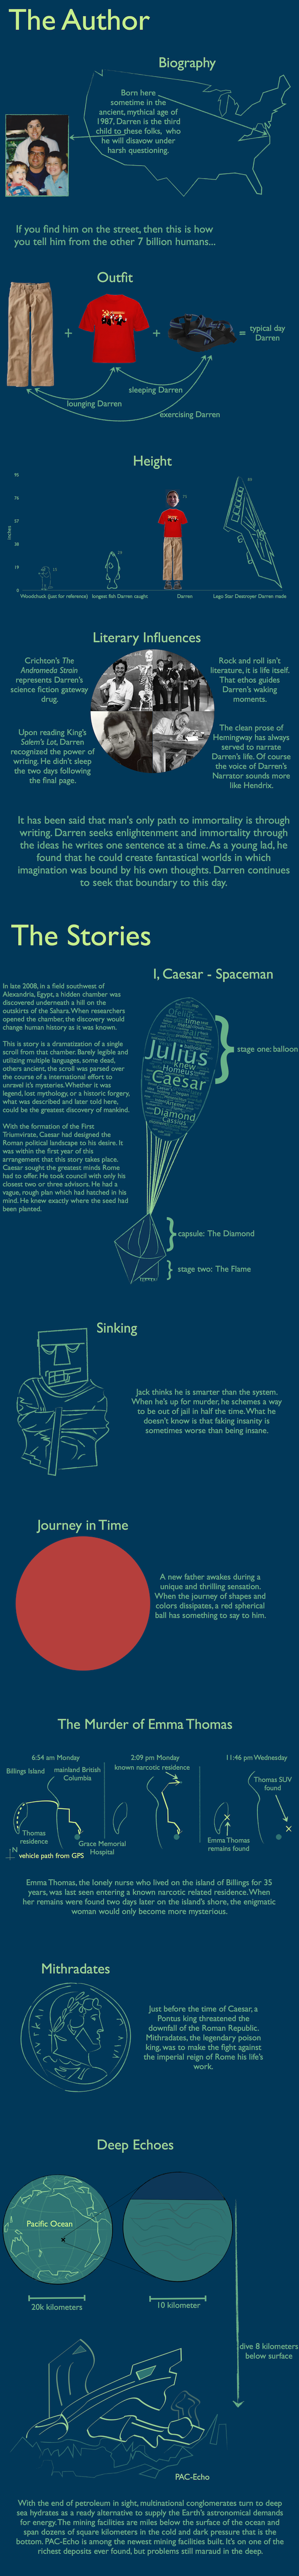 The Author
Biography
Born here
sometime in the
ancient, mythical age of
1987, Darren is the third
child to these folks, who
he will disavow under
harsh questioning.
If you find him on the street, then this is how
you tell him from the other 7 billion humans...
Outfit
+
+
=
typical day
Darren
sleeping Darren
lounging Darren
exercising Darren
Height
95
76
57
38
19
0
inches
Woodchuck (just for reference)
longest fish Darren caught
Darren
Lego Star Destroyer Darren made
Literary Influences
Crichton's The
Andromeda Strain
represents Darren's
science fiction gateway
drug.
Rock and roll isn't
literature, it is life itself.
That ethos guides
Darren's waking
moments.
Upon reading King's
Salem's Lot, Darren
recognized the power of
writing. He didn't sleep
the two days following
the final page.
The clean prose of
Hemingway has always
served to narrate
Darren's life. Of course
the voice of Darren's
Narrator sounds more
like Hendrix.
It has been said that man's only path to immortality is through
writing. Darren seeks enlightenment and immortality through
the ideas he writes one sentence at a time. As a young lad, he
found that he could create fantastical worlds in which
imagination was bound by his own thoughts. Darren continues
to seek that boundary to this day.
The Stories
I, Caesar - Spaceman
In late 2008, in a field southwest of
Alexandria, Egypt, a hidden chamber was
discovered underneath a hill on the
outskirts of the Sahara. When researchers
opened the chamber, the discovery would
change human history as it was known.
This is story is a dramatization of a single
scroll from that chamber. Barely legible and
utilizing multiple languages, some dead,
others ancient, the scroll was parsed over
the course of a international effort to
unravel it's mysteries. Whether it was
legend, lost mythology, or a historic forgery,
what was described and later told here,
could be the greatest discovery of mankind.
With the formation of the First
Triumvirate, Caesar had designed the
Roman political landscape to his desire. It
was within the first year of this
arrangement that this story takes place.
Caesar sought the greatest minds Rome
had to offer. He took council with only his
closest two or three advisors. He had a
vague, rough plan which had hatched in his
mind. He knew exactly where the seed had
been planted.
time
Julius
knew
Homeus
Caesar
Diamond
Cassius
stage one: balloon
capsule: The Diamond
stage two: The Flame
Sinking
Jack thinks he is smarter than the system.
When he's up for murder, he schemes a way
to be out of jail in half the time. What he
doesn't know is that faking insanity is
sometimes worse than being insane.
Journey in Time
A new father awakes during a
unique and thrilling sensation.
When the journey of shapes and
colors dissipates, a red spherical
ball has something to say to him.
The Murder of Emma Thomas
6:54 am Monday
2:09 pm Monday
11:46 pm Wednesday
Billings Island
mainland British
Columbia
known narcotic residence
Thomas SUV
found
Thomas
residence
Grace Memorial
Hospital
Emma Thomas
remains found
N
vehicle path from GPS
Emma Thomas, the lonely nurse who lived on the island of Billings for 35
years, was last seen entering a known narcotic related residence. When
her remains were found two days later on the island's shore, the enigmatic
woman would only become more mysterious.
Mithradates
Just before the time of Caesar, a
Pontus king threatened the
downfall of the Roman Republic.
Mithradates, the legendary poison
king, was to make the fight against
the imperial reign of Rome his life's
work.
Deep Echoes
Pacific Ocean
20k kilometers
10 kilometer
dive 8 kilometers
below surface
PAC-Echo
With the end of petroleum in sight, multinational conglomerates turn to deep
sea hydrates as a ready alternative to supply the Earth's astronomical demands
for energy. The mining facilities are miles below the surface of the ocean and
span dozens of square kilometers in the cold and dark pressure that is the
bottom. PAC-Echo is among the newest mining facilities built. It's on one of the
richest deposits ever found, but problems still maraud in the deep.